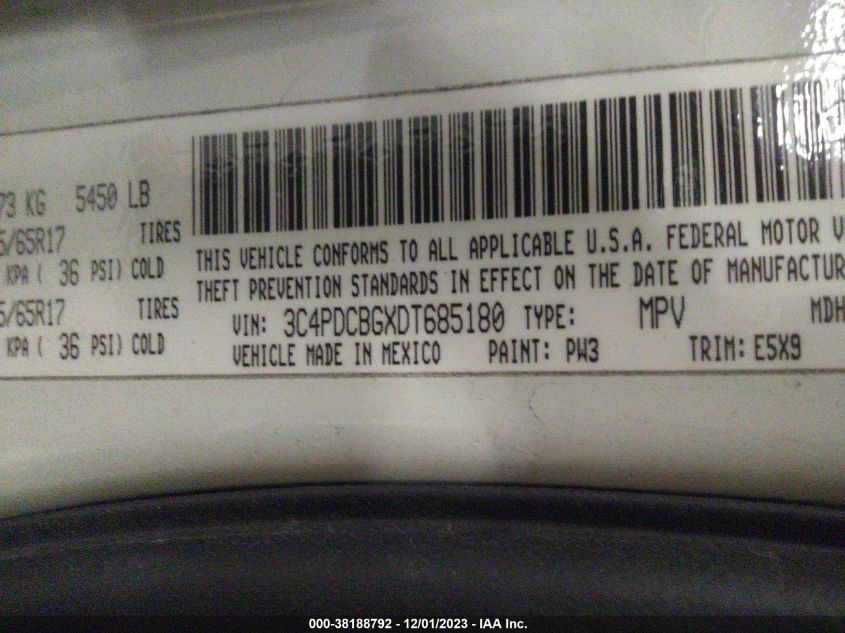 73 KG 5450 LB
5/65R17 TIRES
KPA ( 36 PSI) COLD
5/65R17 TIRES
KPA ( 36 PSI) COLD
THIS VEHICLE CONFORMS TO ALL APPLICABLE U.S.A. FEDERAL MOTOR V
THEFT PREVENTION STANDARDS IN EFFECT ON THE DATE OF MANUFACTUR
VIN: 3C4PDCBGXDT685180 TYPE: MPV MDH
VEHICLE MADE IN MEXICO PAINT: PW3 TRIM: E5X9
000-38188792 - 12/01/2023 - IAA Inc.